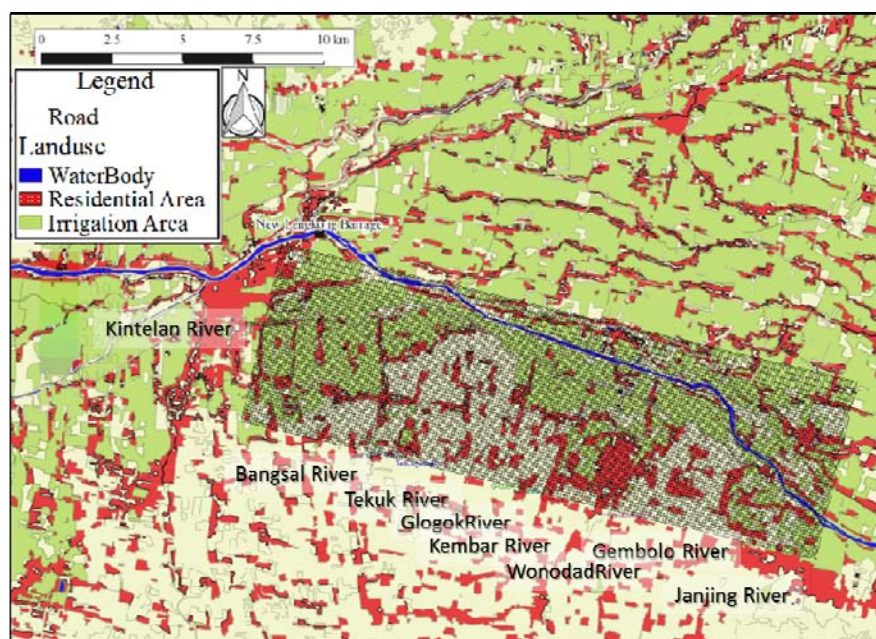 0 2.5 5 7.5 10 km
Legend
N
Road
Landuse
WaterBody
Residential Area
Irrigation Area
New Lengkong Barrage
Kintelan River
Bangsal River
Tekuk River
GlogokRiver
Kembar River
Gembolo River
WonodadRiver
Janjing River